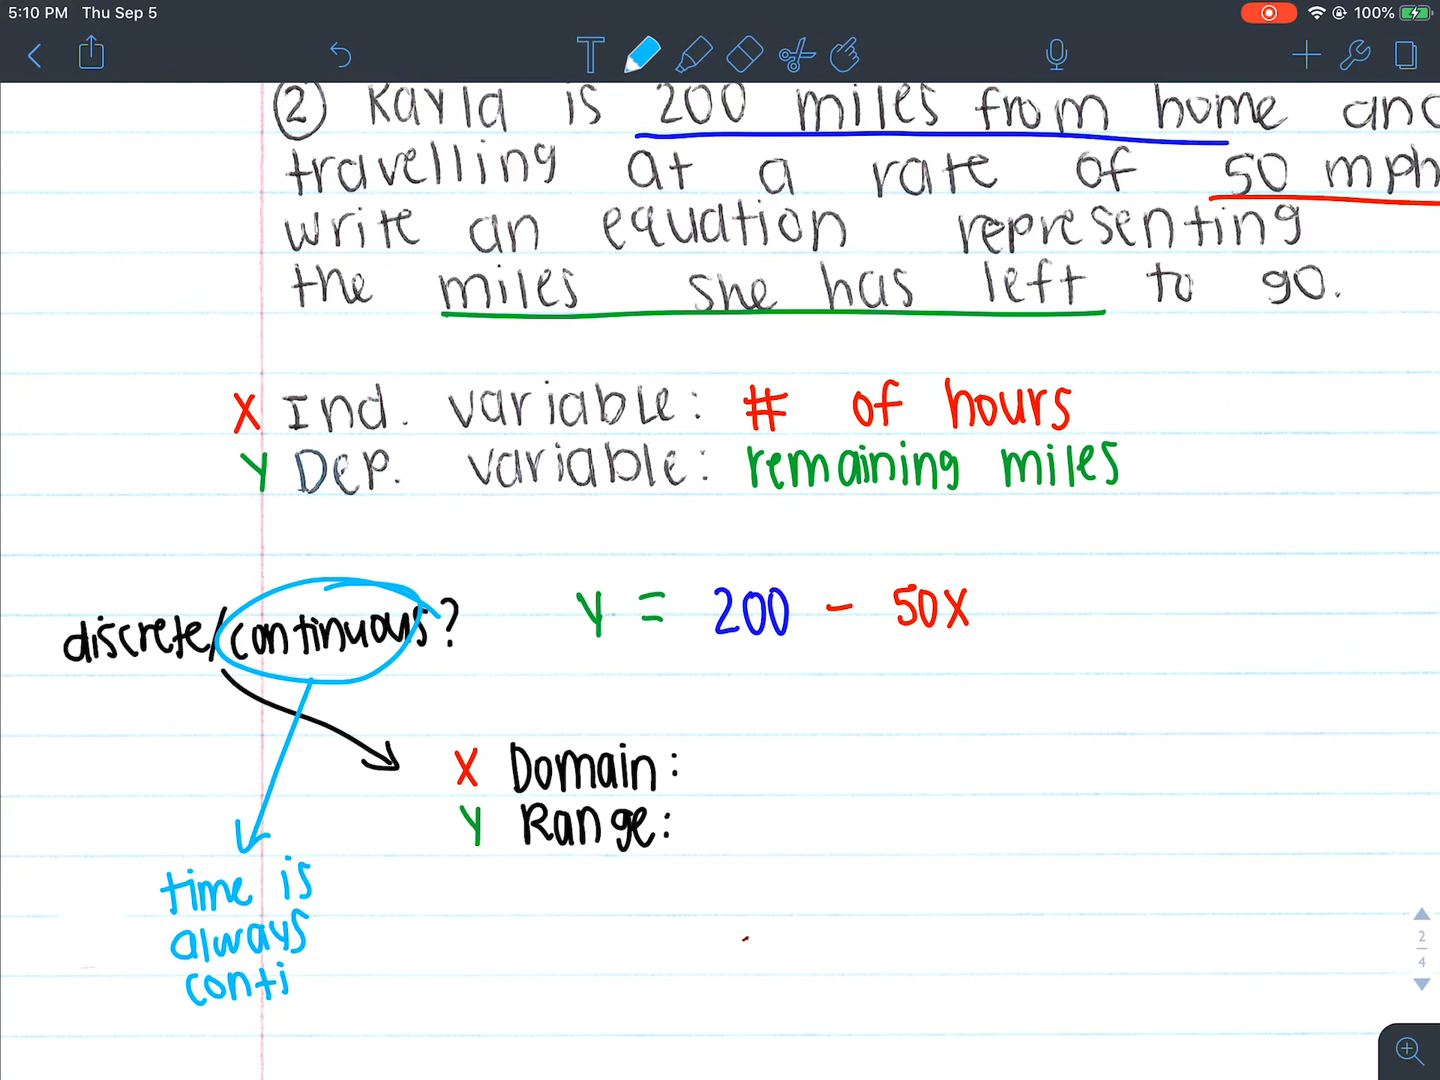 5:10 PM Thu Sep 5
100%
② Kayla is 200 miles from home and
travelling at a rate of 50 mph
write an equation representing
the miles she has left to go.
X Ind. variable: # of hours
Y Dep. variable: remaining miles
discrete/continuous? Y = 200 - 50X
X Domain:
Y Range:
time is
always
conti
2
4